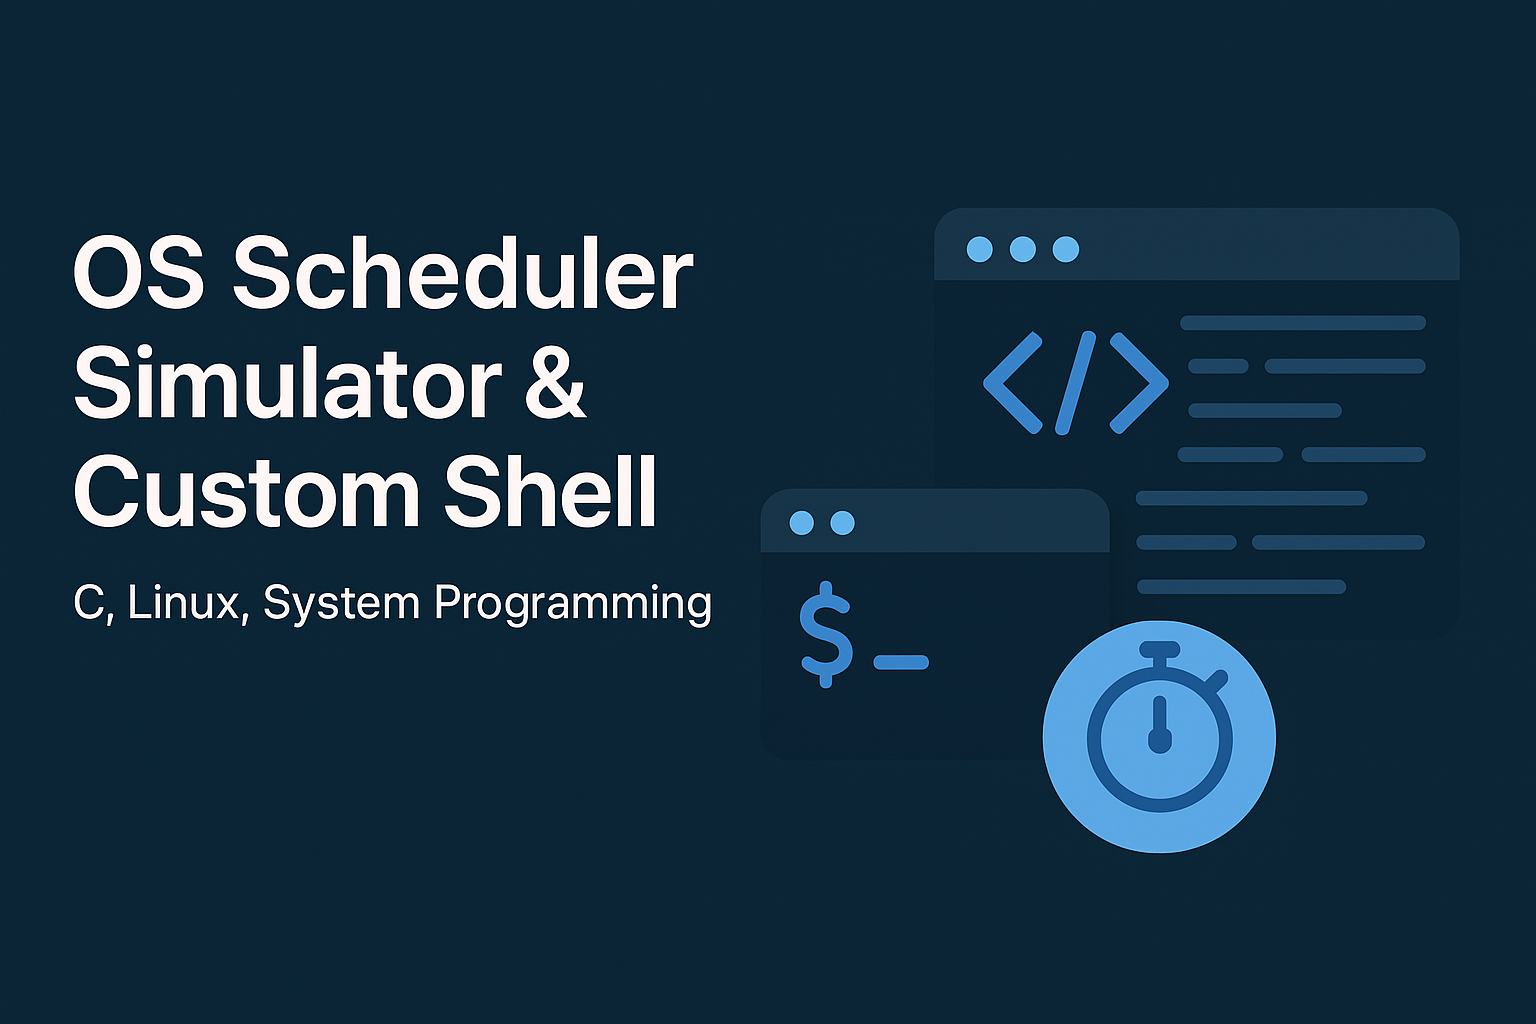 OS Scheduler
Simulator &
Custom Shell
C, Linux, System Programming
</>
$_